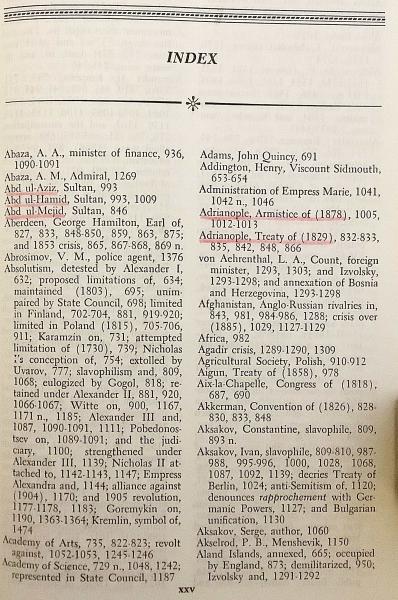 INDEX
Abaza, A. A., minister of finance, 936,
1090-1091
Abaza, A. M., Admiral, 1269
Abd ul-Aziz, Sultan, 993
Abd ul-Hamid, Sultan, 993, 1009
Abd ul-Mejid, Sultan, 846
Aberdeen, George Hamilton, Earl of,
827, 833, 848-850, 859, 863, 875;
and 1853 crisis, 865, 867-868, 869 n.
Abrosimov, V. M., police agent, 1376
Absolutism, detested by Alexander I,
632; proposed limitations of, 634,
maintained (1803), 695; unim-
paired by State Council, 698; limited
in Finland, 702-704, 881, 919-920;
limited in Poland (1815), 705-706,
911; Karamzin on, 731; attempted
limitation of (1730), 739; Nicholas
I's conception of, 754; extolled by
Uvarov, 777; slavophilism and, 809,
1068; eulogized by Gogol, 818; re-
tained under Alexander II, 881, 920,
1066-1067; Witte on, 900, 1167,
1171 n., 1185; Alexander III and,
1087, 1090-1091, 1111; Pobedonos-
tsev on, 1089-1091; and the judi-
ciary, 1100; strengthened under
Alexander III, 1139; Nicholas II at-
tached to, 1142-1143, 1147; Empress
Alexandra and, 1144; alliance against
(1904), 1170; and 1905 revolution,
1177-1178, 1183; Goremykin on,
1190, 1363-1364; Kremlin, symbol of,
1474
Academy of Arts, 735, 822-823; revolt
against, 1052-1053, 1245-1246
Academy of Science, 729 n., 1048, 1242;
represented in State Council, 1187
Adams, John Quincy, 691
Addington, Henry, Viscount Sidmouth,
653-654
Administration of Empress Marie, 1041,
1042 n., 1046
Adrianople, Armistice of (1878), 1005,
1012-1013
Adrianople, Treaty of (1829), 832-833,
835, 842, 848, 866
von Aehrenthal, L. A., Count, foreign
minister, 1293, 1303; and Izvolsky,
1293-1298; and annexation of Bosnia
and Herzegovina, 1293-1298
Afghanistan, Anglo-Russian rivalries in,
843, 981, 984-986, 1288; crisis over
(1885), 1029, 1127-1129
Africa, 982
Agadir crisis, 1289-1290, 1309
Agricultural Society, Polish, 910-912
Aigun, Treaty of (1858), 978
Aix-la-Chapelle, Congress of (1818),
687, 690
Akkerman, Convention of (1826), 828-
830, 833, 848
Aksakov, Constantine, slavophile, 809,
893 n.
Aksakov, Ivan, slavophile, 809-810, 987-
988, 995-996, 1000, 1028, 1068,
1087, 1092, 1139; decries Treaty of
Berlin, 1024; anti-Semitism of, 1120;
denounces rapprochement with Ger-
manic Powers, 1127; and Bulgarian
unification, 1130
Aksakov, Serge, author, 1060
Akselrod, P. B., Menshevik, 1150
Aland Islands, annexed, 665; occupied
by England, 873; demilitarized, 950;
Izvolsky and, 1291-1292
xxv